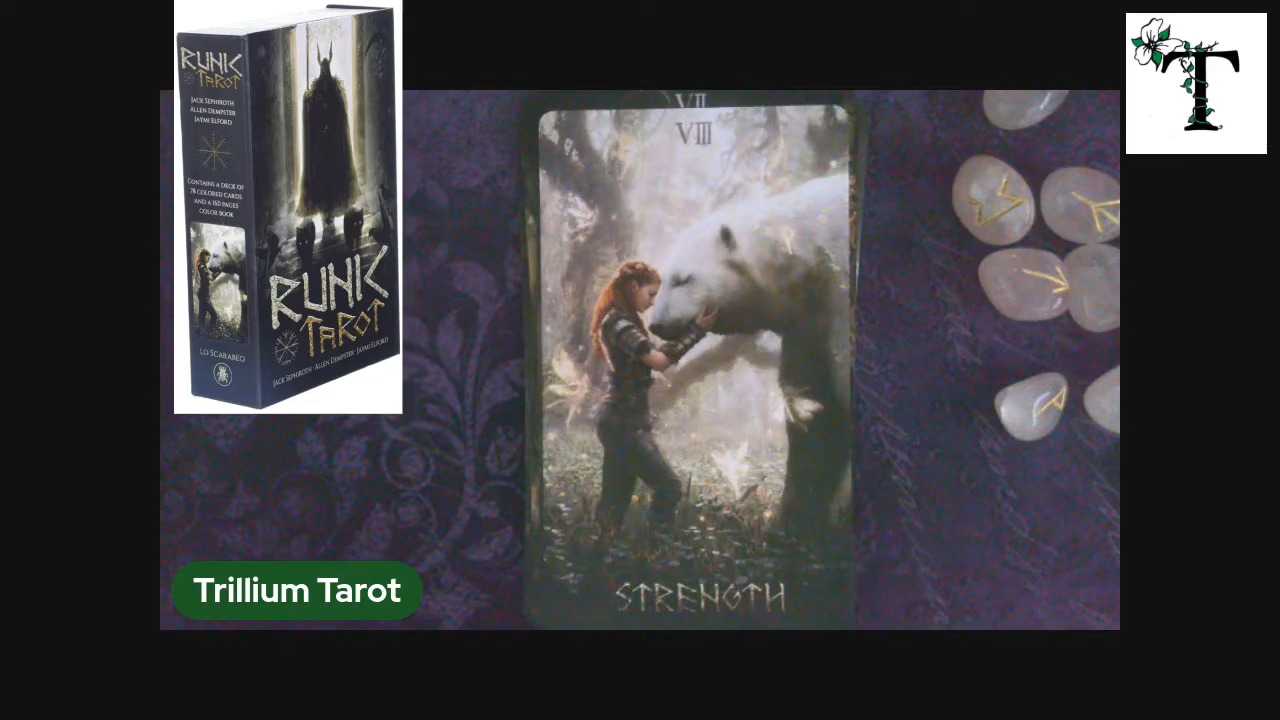 RUNIC
TAROT
JACK SEPHIROTH
ALLEN DEMPSTER
JAYMI ELFORD
CONTAINS A DECK OF
78 COLORED CARDS
AND A 160 PAGES
COLOR BOOK
LO SCARABEO
RUNIC
TAROT
JACK SEPHIROTH · ALLEN DEMPSTER · JAYMI ELFORD
VII
VIII
STRENGTH
T
Trillium Tarot